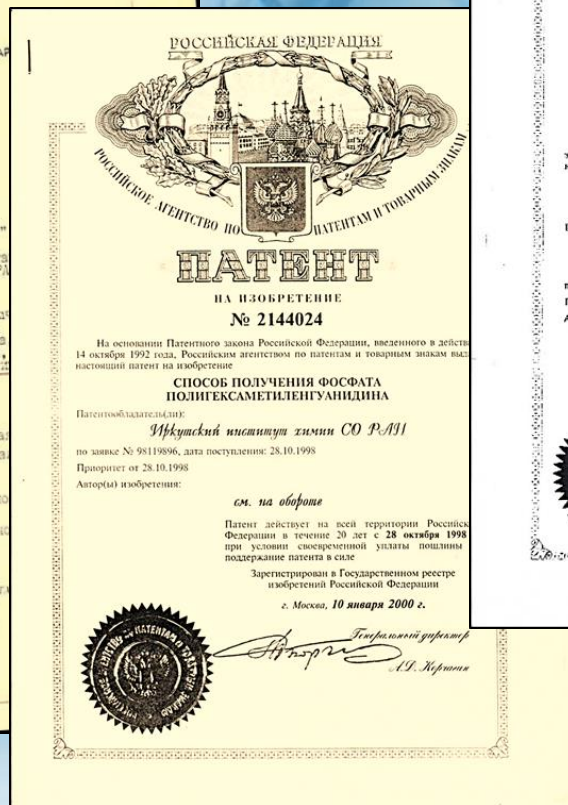 РОССИЙСКАЯ ФЕДЕРАЦИЯ
РОССИЙСКОЕ АГЕНТСТВО ПО ПАТЕНТАМ И ТОВАРНЫМ ЗНАКАМ
ПАТЕНТ
НА ИЗОБРЕТЕНИЕ
№ 2144024
На основании Патентного закона Российской Федерации, введенного в действ
14 октября 1992 года, Российским агентством по патентам и товарным знакам выд
настоящий патент на изобретение
СПОСОБ ПОЛУЧЕНИЯ ФОСФАТА
ПОЛИГЕКСАМЕТИЛЕНГУАНИДИНА
Патентообладатель(ли):
Иркутский институт химии СО РАН
по заявке № 98119896, дата поступления: 28.10.1998
Приоритет от 28.10.1998
Автор(ы) изобретения:
см. на обороте
Патент действует на всей территории Российск
Федерации в течение 20 лет с 28 октября 1998
при условии своевременной уплаты пошлины
поддержание патента в силе
Зарегистрирован в Государственном реестре
изобретений Российской Федерации
г. Москва, 10 января 2000 г.
Генеральный директор
А.Д. Корчагин